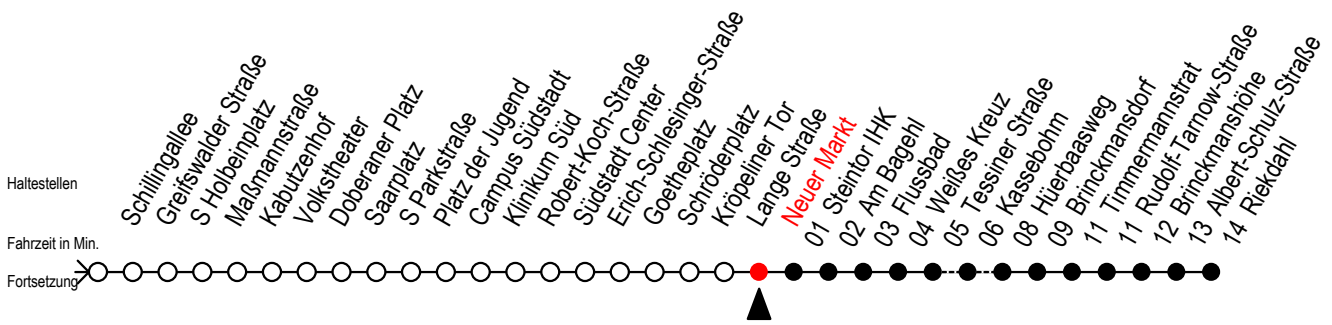 Haltestellen
Fahrzeit in Min.
Fortsetzung
Schillingallee
Greifswalder Straße
S Holbeinplatz
Maßmannstraße
Kabutzenhof
Volkstheater
Doberaner Platz
Saarplatz
S Parkstraße
Platz der Jugend
Campus Südstadt
Klinikum Süd
Robert-Koch-Straße
Südstadt Center
Erich-Schlesinger-Straße
Goetheplatz
Schröderplatz
Kröpeliner Tor
Lange Straße
Neuer Markt
01 Steintor IHK
02 Am Bagehl
03 Flussbad
04 Weißes Kreuz
05 Tessiner Straße
06 Kassebohm
08 Hüerbaasweg
09 Brinckmansdorf
11 Timmermannstrat
11 Rudolf-Tarnow-Straße
12 Brinckmanshöhe
13 Albert-Schulz-Straße
14 Riekdahl